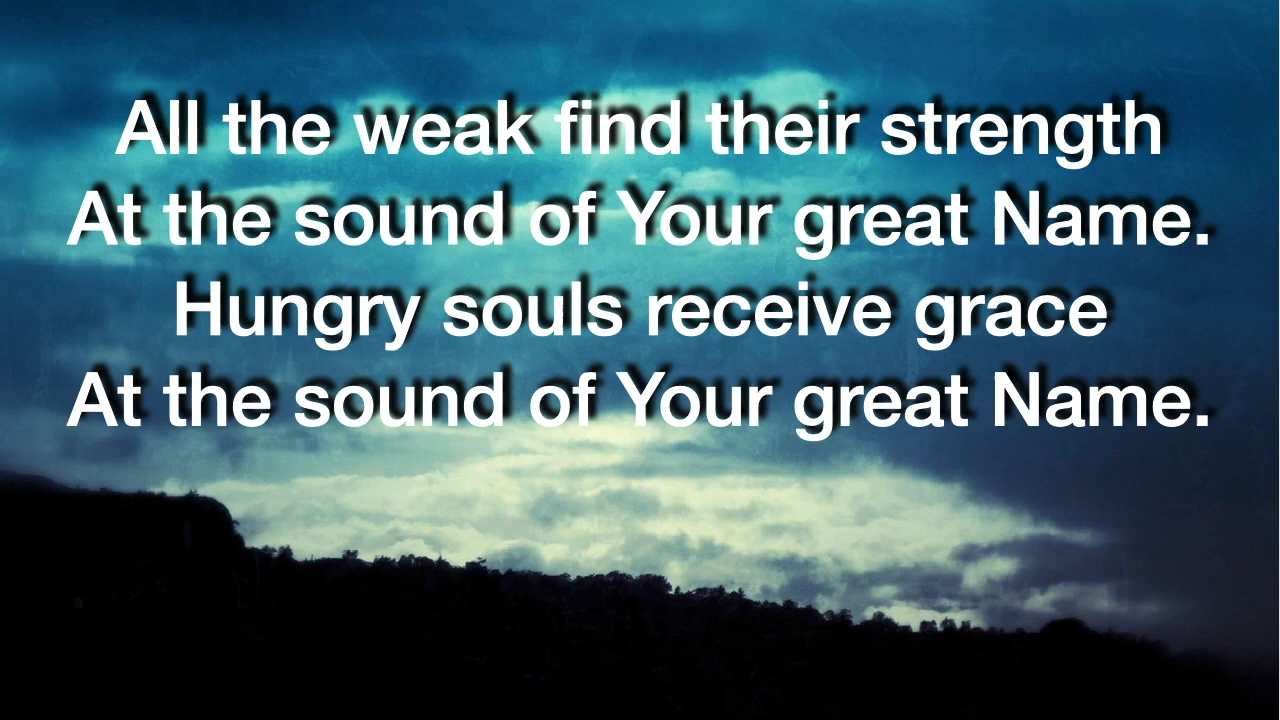 All the weak find their strength
At the sound of Your great Name.
Hungry souls receive grace
At the sound of Your great Name.